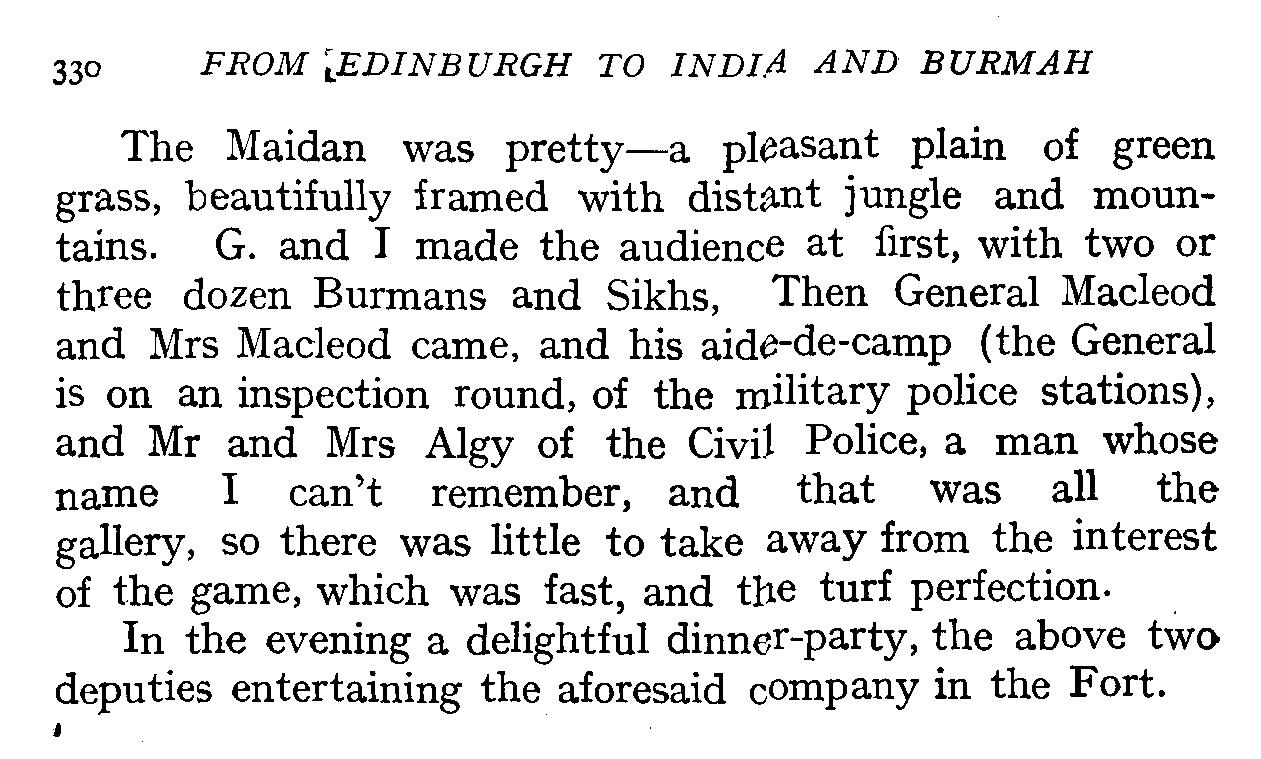 330 FROM EDINBURGH TO INDIA AND BURMAH
The Maidan was pretty—a pleasant plain of green
grass, beautifully framed with distant jungle and moun-
tains. G. and I made the audience at first, with two or
three dozen Burmans and Sikhs, Then General Macleod
and Mrs Macleod came, and his aide-de-camp (the General
is on an inspection round, of the military police stations),
and Mr and Mrs Algy of the Civil Police, a man whose
name I can't remember, and that was all the
gallery, so there was little to take away from the interest
of the game, which was fast, and the turf perfection.
In the evening a delightful dinner-party, the above two
deputies entertaining the aforesaid company in the Fort.